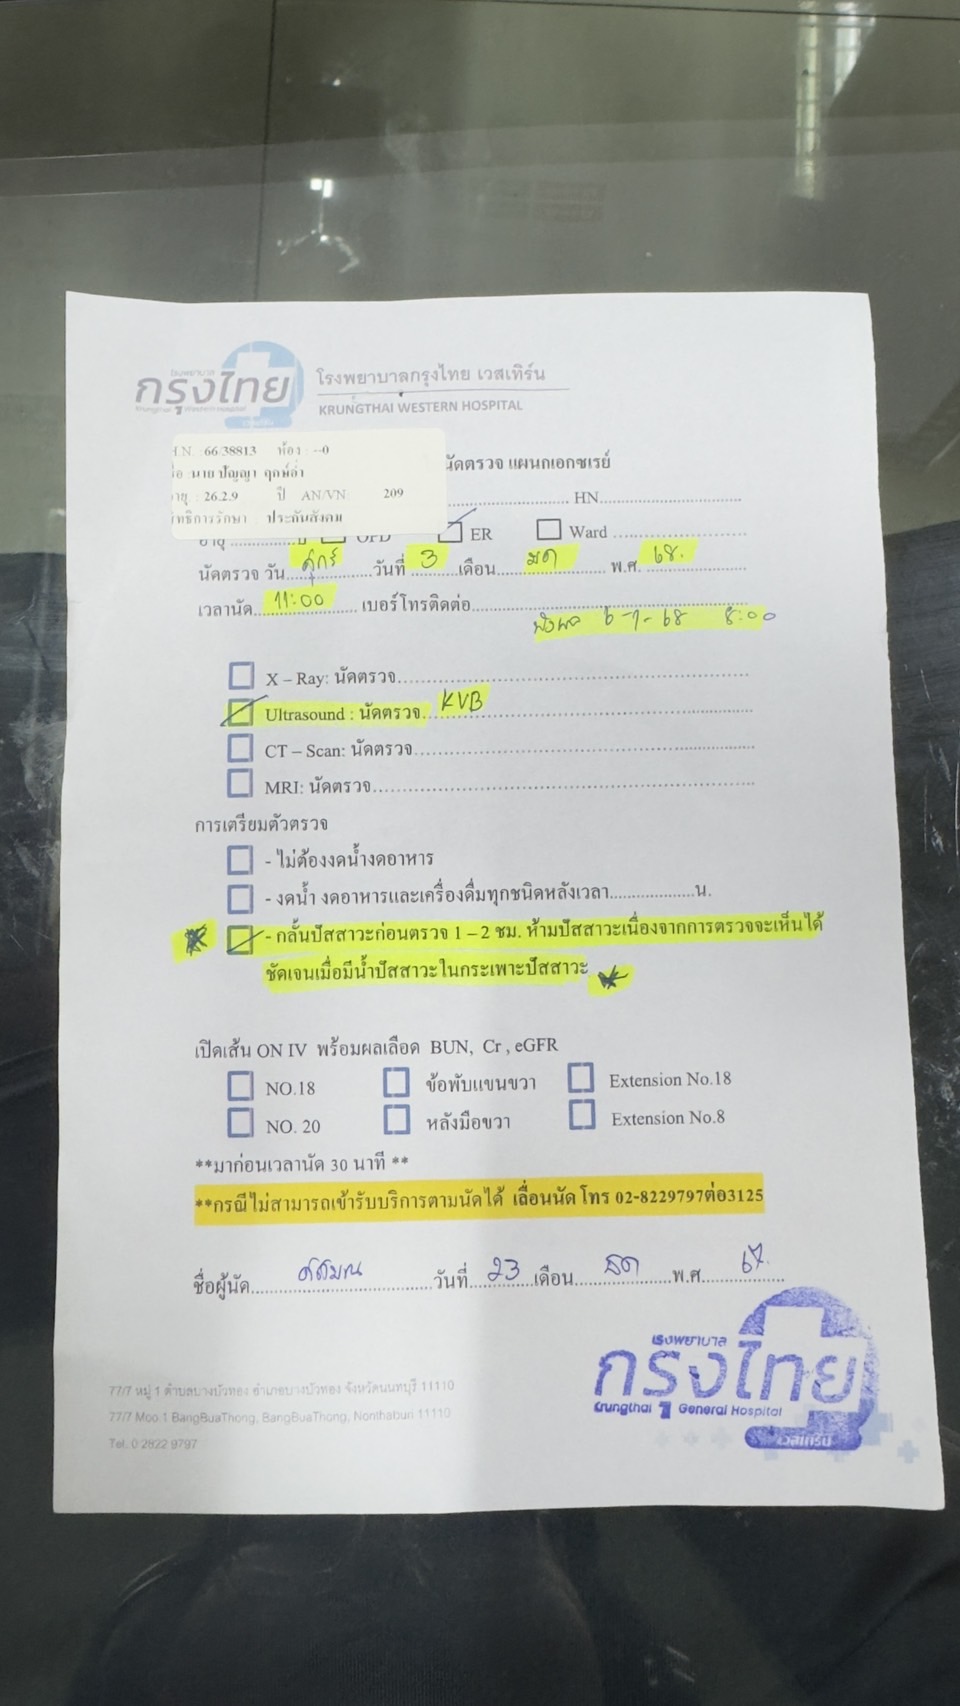 โรงพยาบาล
กรุงไทย
Krungthai Western Hospital
เวสเทิร์น
โรงพยาบาลกรุงไทย เวสเทิร์น
KRUNGTHAI WESTERN HOSPITAL
H.N. : 66/38813 ห้อง : --0
ชื่อ :นาย ปัญญา ฤกษ์อ่ำ
อายุ : 26.2.9 ปี AN/VN: 209
สิทธิการรักษา : ประกันสังคม
นัดตรวจ แผนกเอกซเรย์
HN
อายุ ปี OPD ER Ward
นัดตรวจ วัน ศุกร์ วันที่ 3 เดือน มค พ.ศ. 68.
เวลานัด 11:00 เบอร์โทรติดต่อ
ฟังผล 6-1-68 8:00
X – Ray: นัดตรวจ
Ultrasound : นัดตรวจ KVB
CT – Scan: นัดตรวจ
MRI: นัดตรวจ
การเตรียมตัวตรวจ
- ไม่ต้องงดน้ำงดอาหาร
- งดน้ำ งดอาหารและเครื่องดื่มทุกชนิดหลังเวลา น.
- กลั้นปัสสาวะก่อนตรวจ 1 – 2 ชม. ห้ามปัสสาวะเนื่องจากการตรวจจะเห็นได้
ชัดเจนเมื่อมีน้ำปัสสาวะในกระเพาะปัสสาวะ
เปิดเส้น ON IV พร้อมผลเลือด BUN, Cr , eGFR
NO.18 ข้อพับแขนขวา Extension No.18
NO. 20 หลังมือขวา Extension No.8
**มาก่อนเวลานัด 30 นาที **
**กรณีไม่สามารถเข้ารับบริการตามนัดได้ เลื่อนนัด โทร 02-8229797ต่อ3125
ชื่อผู้นัด วันที่ 23 เดือน ธค พ.ศ. 67.
โรงพยาบาล
กรุงไทย
Krungthai General Hospital
เวสเทิร์น
77/7 หมู่ 1 ตำบลบางบัวทอง อำเภอบางบัวทอง จังหวัดนนทบุรี 11110
77/7 Moo 1 BangBuaThong, BangBuaThong, Nonthaburi 11110
Tel. 0 2822 9797